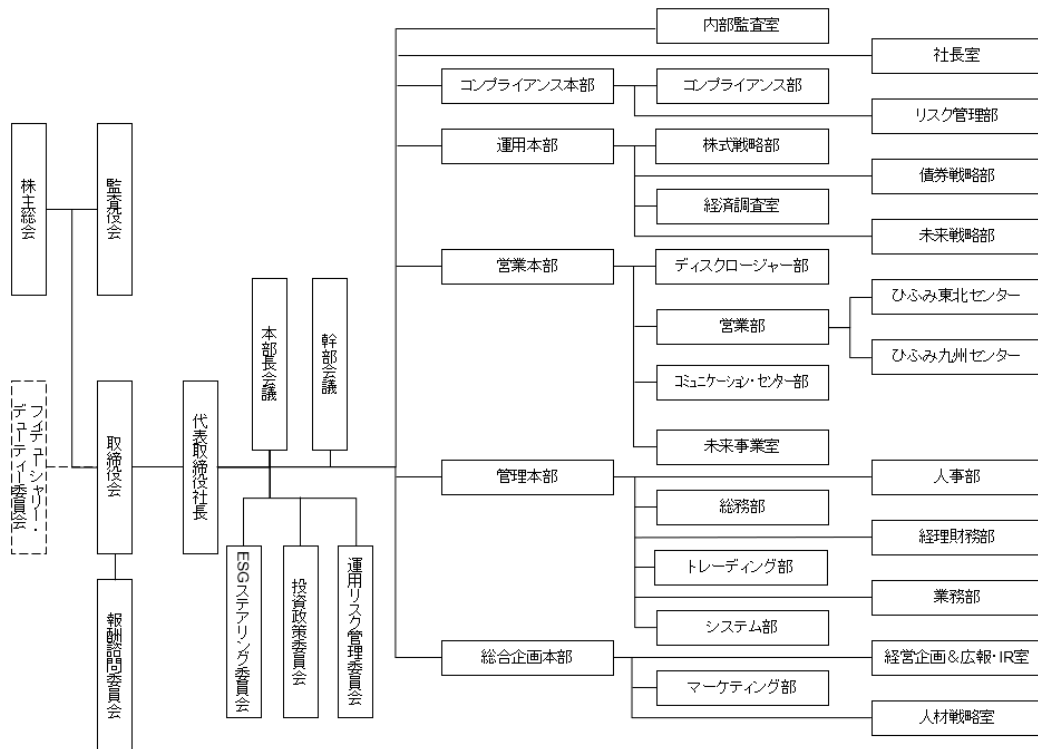 株主総会
監査役会
フィデューシャリー・
デューティー委員会
取締役会
報酬諮問委員会
代表取締役社長
本部長会議
幹部会議
ESGステアリング委員会
投資政策委員会
運用リスク管理委員会
内部監査室
社長室
コンプライアンス本部
コンプライアンス部
リスク管理部
運用本部
株式戦略部
債券戦略部
経済調査室
未来戦略部
営業本部
ディスクロージャー部
営業部
ひふみ東北センター
ひふみ九州センター
コミュニケーション・センター部
未来事業室
管理本部
人事部
総務部
経理財務部
トレーディング部
業務部
システム部
総合企画本部
経営企画&広報・IR室
マーケティング部
人材戦略室